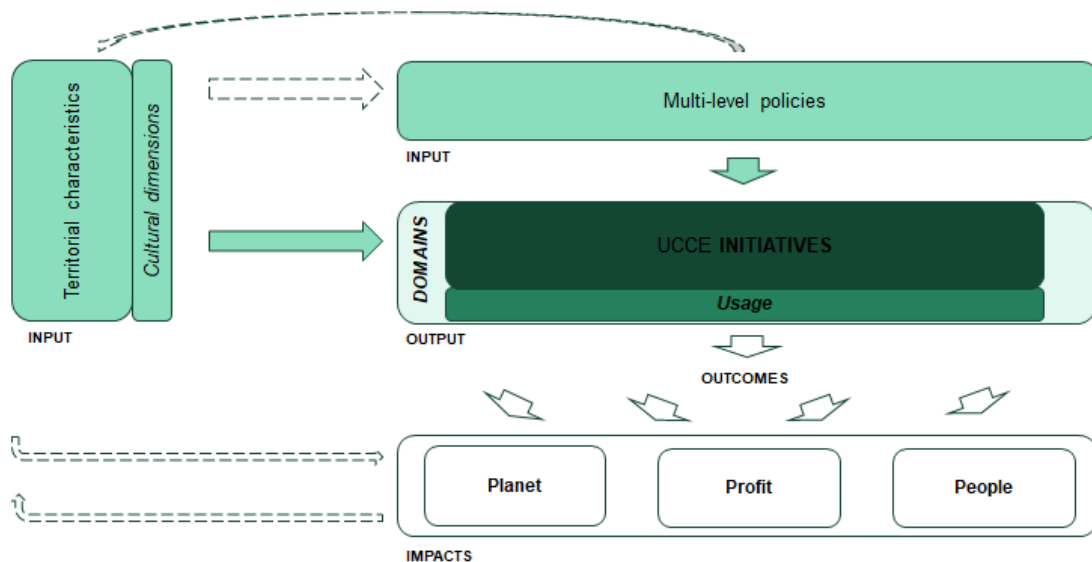 Territorial characteristics
Cultural dimensions
INPUT
Multi-level policies
INPUT
DOMAINS
UCCE INITIATIVES
Usage
OUTPUT
OUTCOMES
Planet
Profit
People
IMPACTS